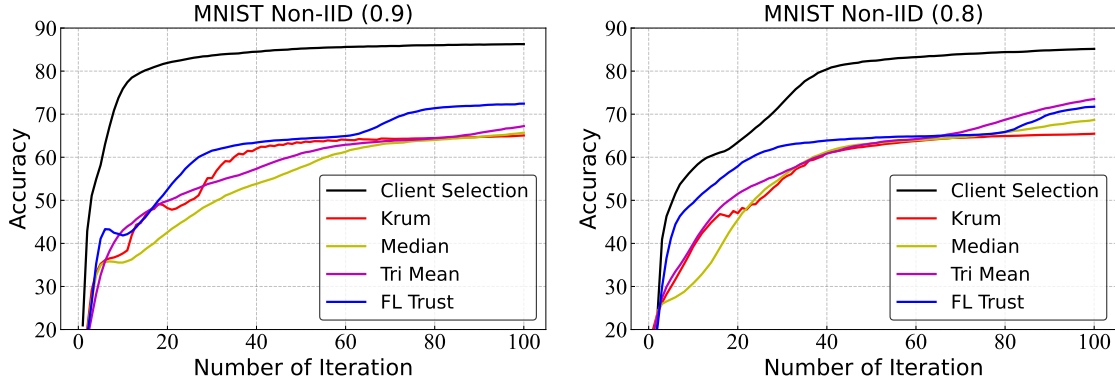 MNIST Non-IID (0.9)
90
80
70
60
50
40
30
20
Accuracy
Client Selection
Krum
Median
Tri Mean
FL Trust
0 20 40 60 80 100
Number of Iteration
MNIST Non-IID (0.8)
90
80
70
60
50
40
30
20
Accuracy
Client Selection
Krum
Median
Tri Mean
FL Trust
0 20 40 60 80 100
Number of Iteration